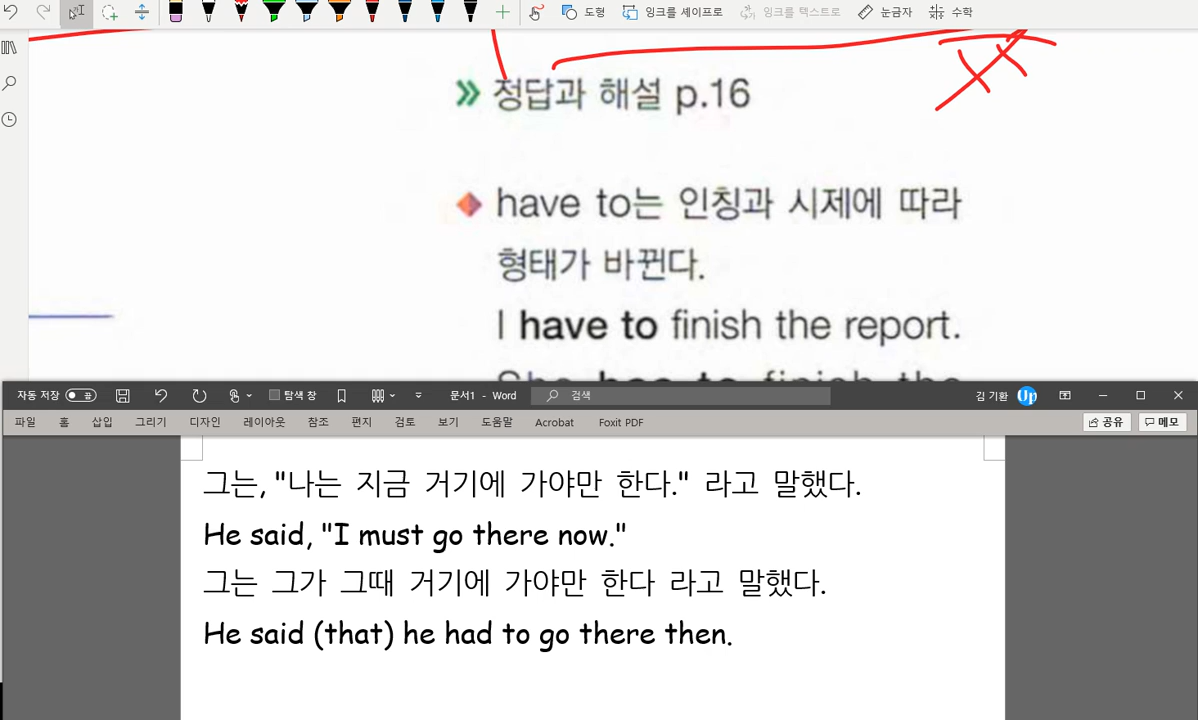 도형
잉크를 셰이프로
잉크를 텍스트로
눈금자
수학
정답과 해설 p.16
have to는 인칭과 시제에 따라
형태가 바뀐다.
I have to finish the report.
She has to finish the
자동 저장
탐색 창
문서1 - Word
검색
김 기환
Up
파일 홈 삽입 그리기 디자인 레이아웃 참조 편지 검토 보기 도움말 Acrobat Foxit PDF
공유
메모
그는, "나는 지금 거기에 가야만 한다." 라고 말했다.
He said, "I must go there now."
그는 그가 그때 거기에 가야만 한다 라고 말했다.
He said (that) he had to go there then.